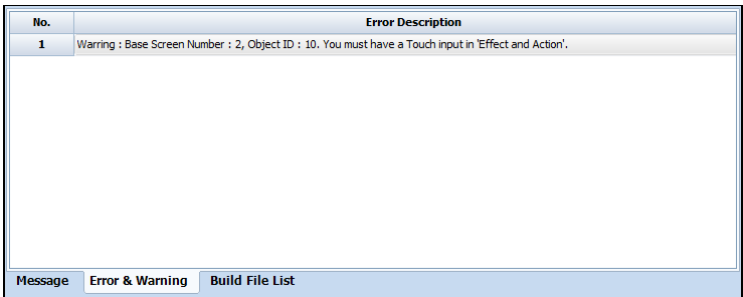 No. Error Description
1 Warring : Base Screen Number : 2, Object ID : 10. You must have a Touch input in 'Effect and Action'.
Message Error & Warning Build File List